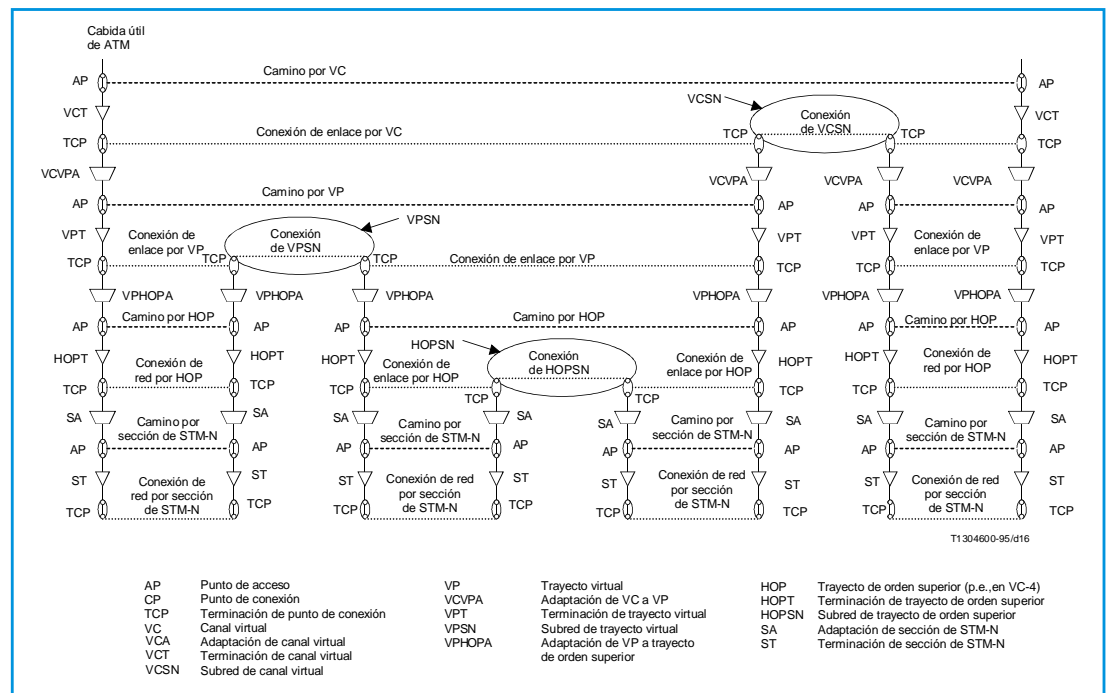 Cabida útil
de ATM
AP
Camino por VC
AP
VCT
VCSN
Conexión
de VCSN
VCT
TCP
Conexión de enlace por VC
TCP
TCP
TCP
VCVPA
VCVPA
VCVPA
VCVPA
AP
Camino por VP
AP
AP
AP
VPT
Conexión de
enlace por VP
Conexión
de VPSN
VPSN
VPT
VPT
Conexión de
enlace por VP
VPT
TCP
TCP
TCP
Conexión de enlace por VP
TCP
TCP
TCP
VPHOPA
VPHOPA
VPHOPA
VPHOPA
VPHOPA
VPHOPA
AP
Camino por HOP
AP
AP
Camino por HOP
AP
AP
Camino por HOP
AP
HOPT
Conexión de
red por HOP
HOPT
HOPT
Conexión de
enlace por HOP
HOPSN
Conexión
de HOPSN
Conexión de
enlace por HOP
HOPT
HOPT
Conexión de
red por HOP
HOPT
TCP
TCP
TCP
TCP
TCP
TCP
TCP
TCP
SA
Camino por
sección de STM-N
SA
SA
Camino por
sección de STM-N
SA
SA
Camino por
sección de STM-N
SA
SA
Camino por
sección de STM-N
SA
AP
AP
AP
AP
AP
AP
AP
AP
ST
Conexión de
red por sección
de STM-N
ST
ST
Conexión de red
por sección
de STM-N
ST
ST
Conexión de red
por sección
de STM-N
ST
ST
Conexión de red
por sección
de STM-N
ST
TCP
TCP
TCP
TCP
TCP
TCP
TCP
TCP
T1304600-95/d16
AP Punto de acceso
CP Punto de conexión
TCP Terminación de punto de conexión
VC Canal virtual
VCA Adaptación de canal virtual
VCT Terminación de canal virtual
VCSN Subred de canal virtual
VP Trayecto virtual
VCVPA Adaptación de VC a VP
VPT Terminación de trayecto virtual
VPSN Subred de trayecto virtual
VPHOPA Adaptación de VP a trayecto
de orden superior
HOP Trayecto de orden superior (p.e.,en VC-4)
HOPT Terminación de trayecto de orden superior
HOPSN Subred de trayecto de orden superior
SA Adaptación de sección de STM-N
ST Terminación de sección de STM-N